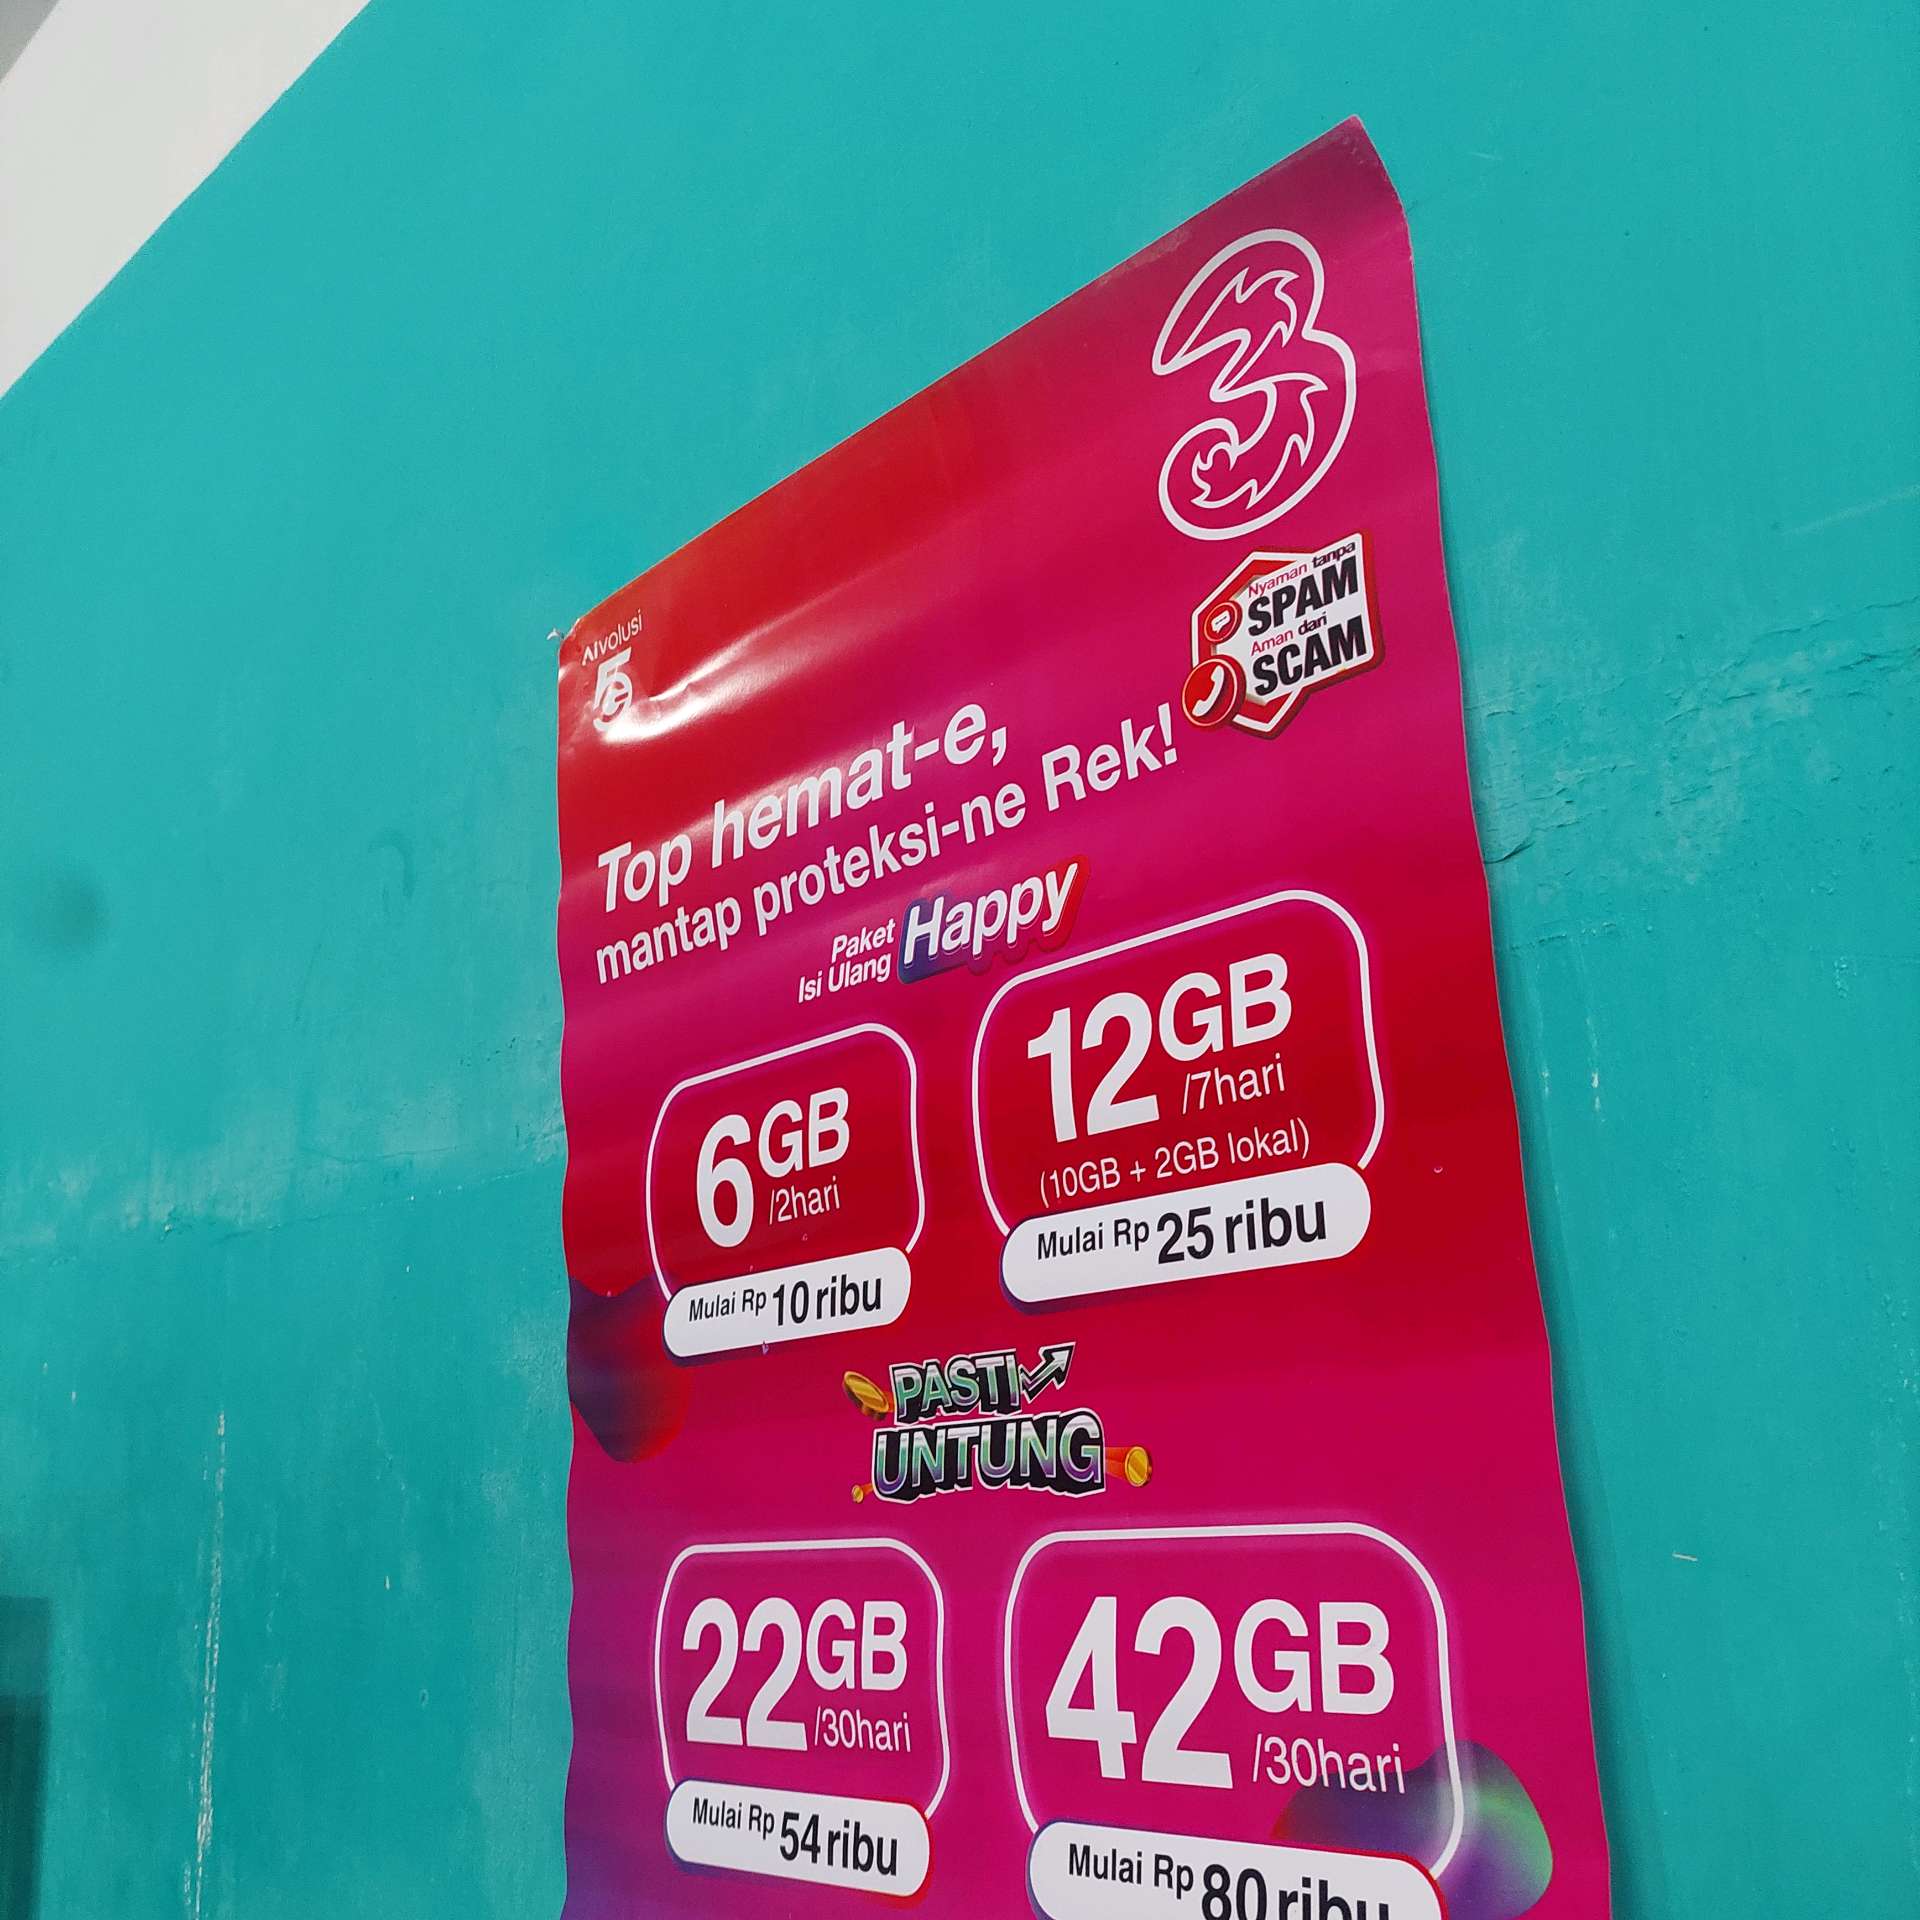 3
AIvolusi
5G
Nyaman tanpa
SPAM
Aman dari
SCAM
Top hemat-e,
mantap proteksi-ne Rek!
Paket
Isi Ulang
Happy
6GB
/2hari
Mulai Rp 10 ribu
12GB
/7hari
(10GB + 2GB lokal)
Mulai Rp 25 ribu
PASTI
UNTUNG
22GB
/30hari
Mulai Rp 54 ribu
42GB
/30hari
Mulai Rp 80 ribu